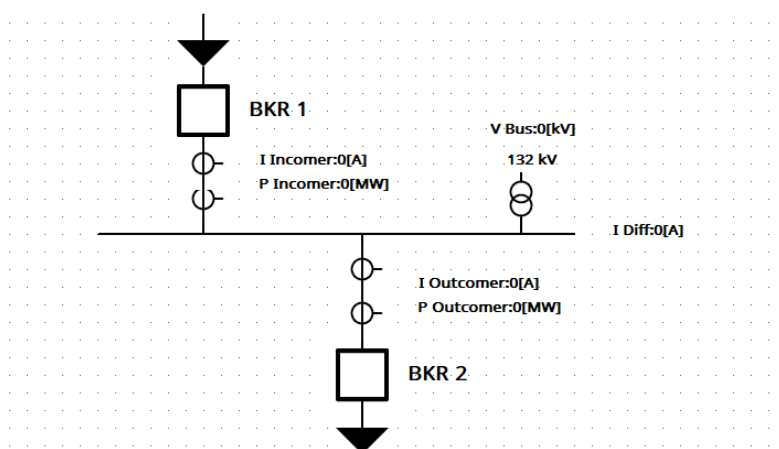 BKR 1
V Bus:0[kV]
I Incomer:0[A]
132 kV
P Incomer:0[MW]
I Diff:0[A]
I Outcomer:0[A]
P Outcomer:0[MW]
BKR 2